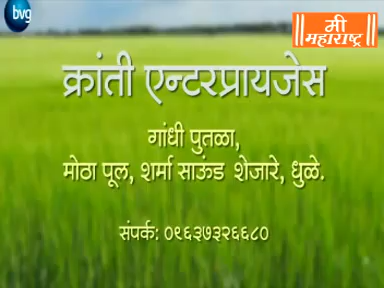 bvg
मी
महाराष्ट्र
क्रांती एन्टरप्रायजेस
गांधी पुतळा,
मोठा पूल, शर्मा साऊंड शेजारे, धुळे.
संपर्क: ०९६३७३२६६८०